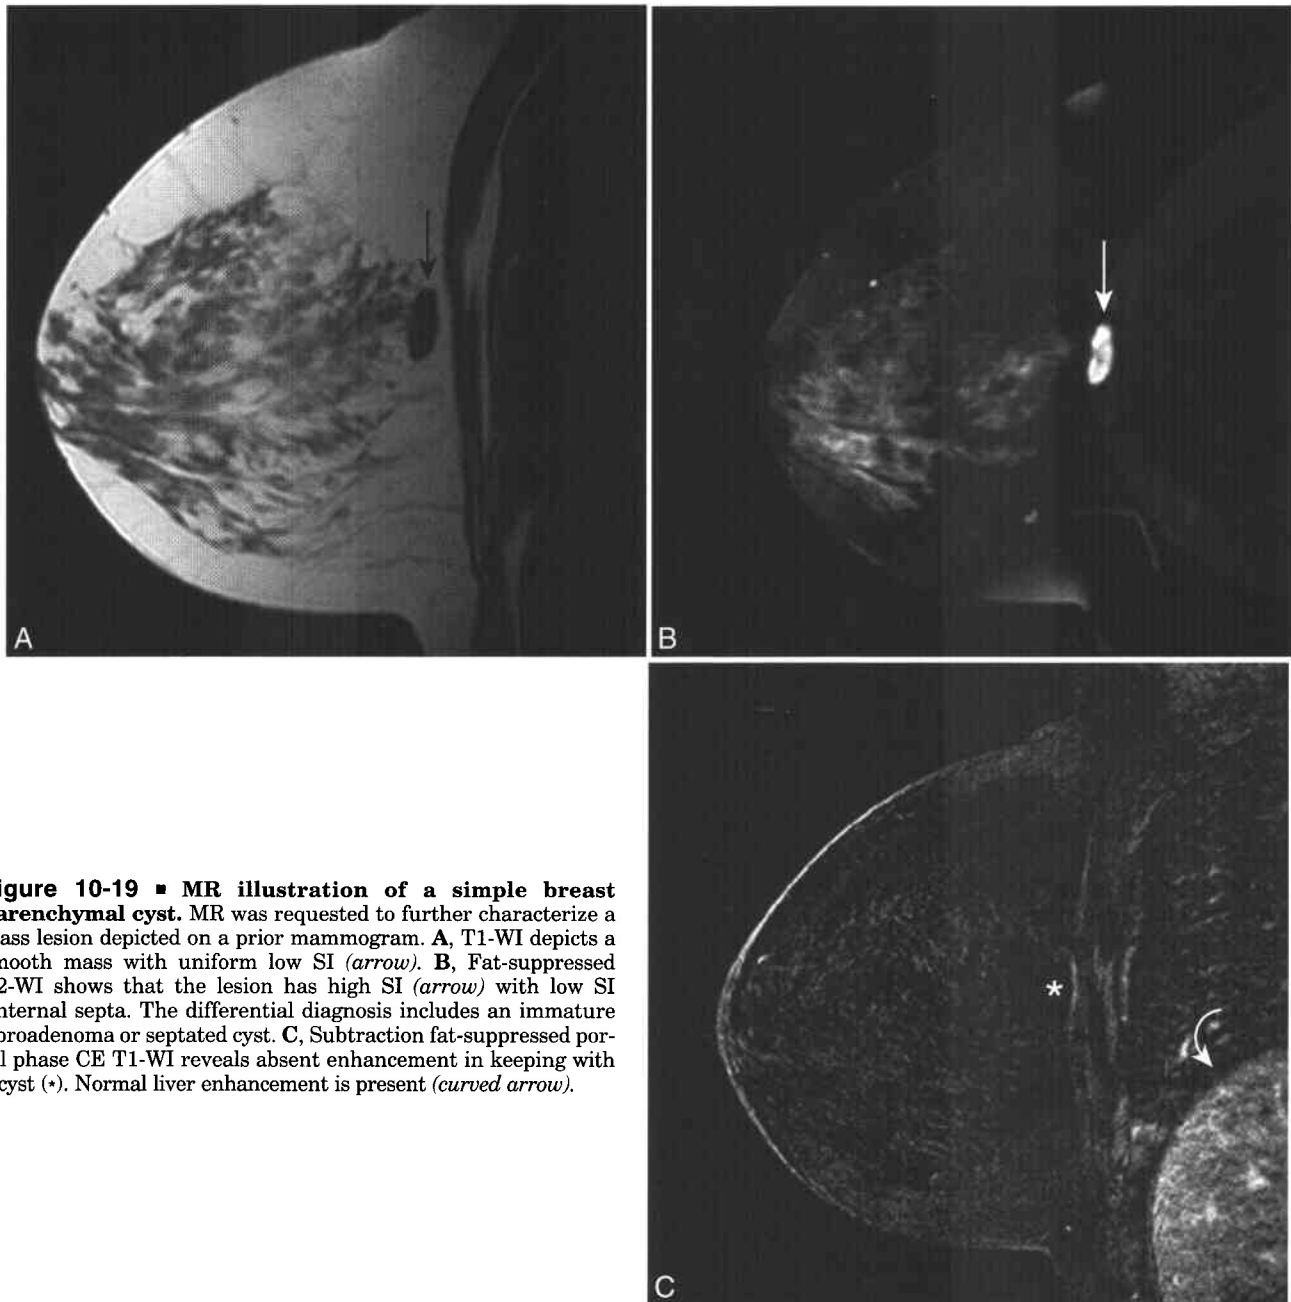 A
B
C
igure 10-19 ▪ MR illustration of a simple breast
arenchymal cyst. MR was requested to further characterize a
ass lesion depicted on a prior mammogram. A, T1-WI depicts a
mooth mass with uniform low SI (arrow). B, Fat-suppressed
2-WI shows that the lesion has high SI (arrow) with low SI
nternal septa. The differential diagnosis includes an immature
broadenoma or septated cyst. C, Subtraction fat-suppressed por-
l phase CE T1-WI reveals absent enhancement in keeping with
cyst (*). Normal liver enhancement is present (curved arrow).
*